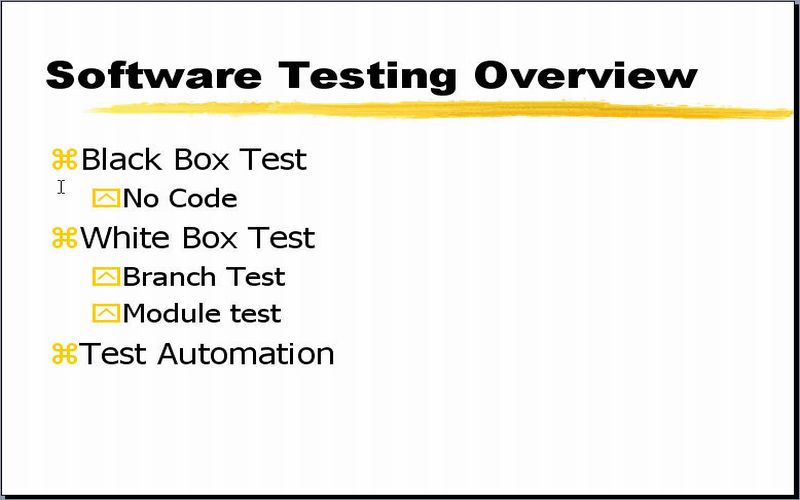 Software Testing Overview
Black Box Test
No Code
White Box Test
Branch Test
Module test
Test Automation